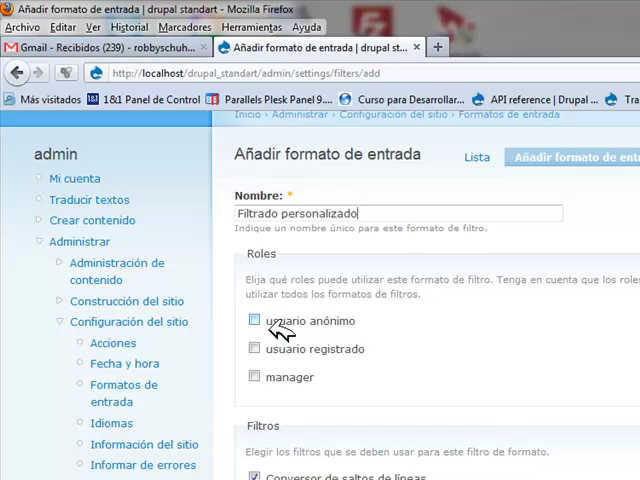 Añadir formato de entrada | drupal standart - Mozilla Firefox
Archivo Editar Ver Historial Marcadores Herramientas Ayuda
Gmail - Recibidos (239) - robbyschuh... × Añadir formato de entrada | drupal st... × +
http://localhost/drupal_standart/admin/settings/filters/add
Más visitados 1&1 1&1 Panel de Control Parallels Plesk Panel 9.... Curso para Desarrollar... API reference | Drupal ... Tra
Inicio › Administrar › Configuración del sitio › Formatos de entrada
admin
Mi cuenta
Traducir textos
Crear contenido
Administrar
Administración de
contenido
Construcción del sitio
Configuración del sitio
Acciones
Fecha y hora
Formatos de
entrada
Idiomas
Información del sitio
Informar de errores
Añadir formato de entrada
Lista
Añadir formato de ent
Nombre: *
Filtrado personalizado
Indique un nombre único para este formato de filtro.
Roles
Elija qué roles puede utilizar este formato de filtro. Tenga en cuenta que los roles
utilizar todos los formatos de filtros.
usuario anónimo
usuario registrado
manager
Filtros
Elegir los filtros que se deben usar para este filtro de formato.
Conversor de saltos de líneas